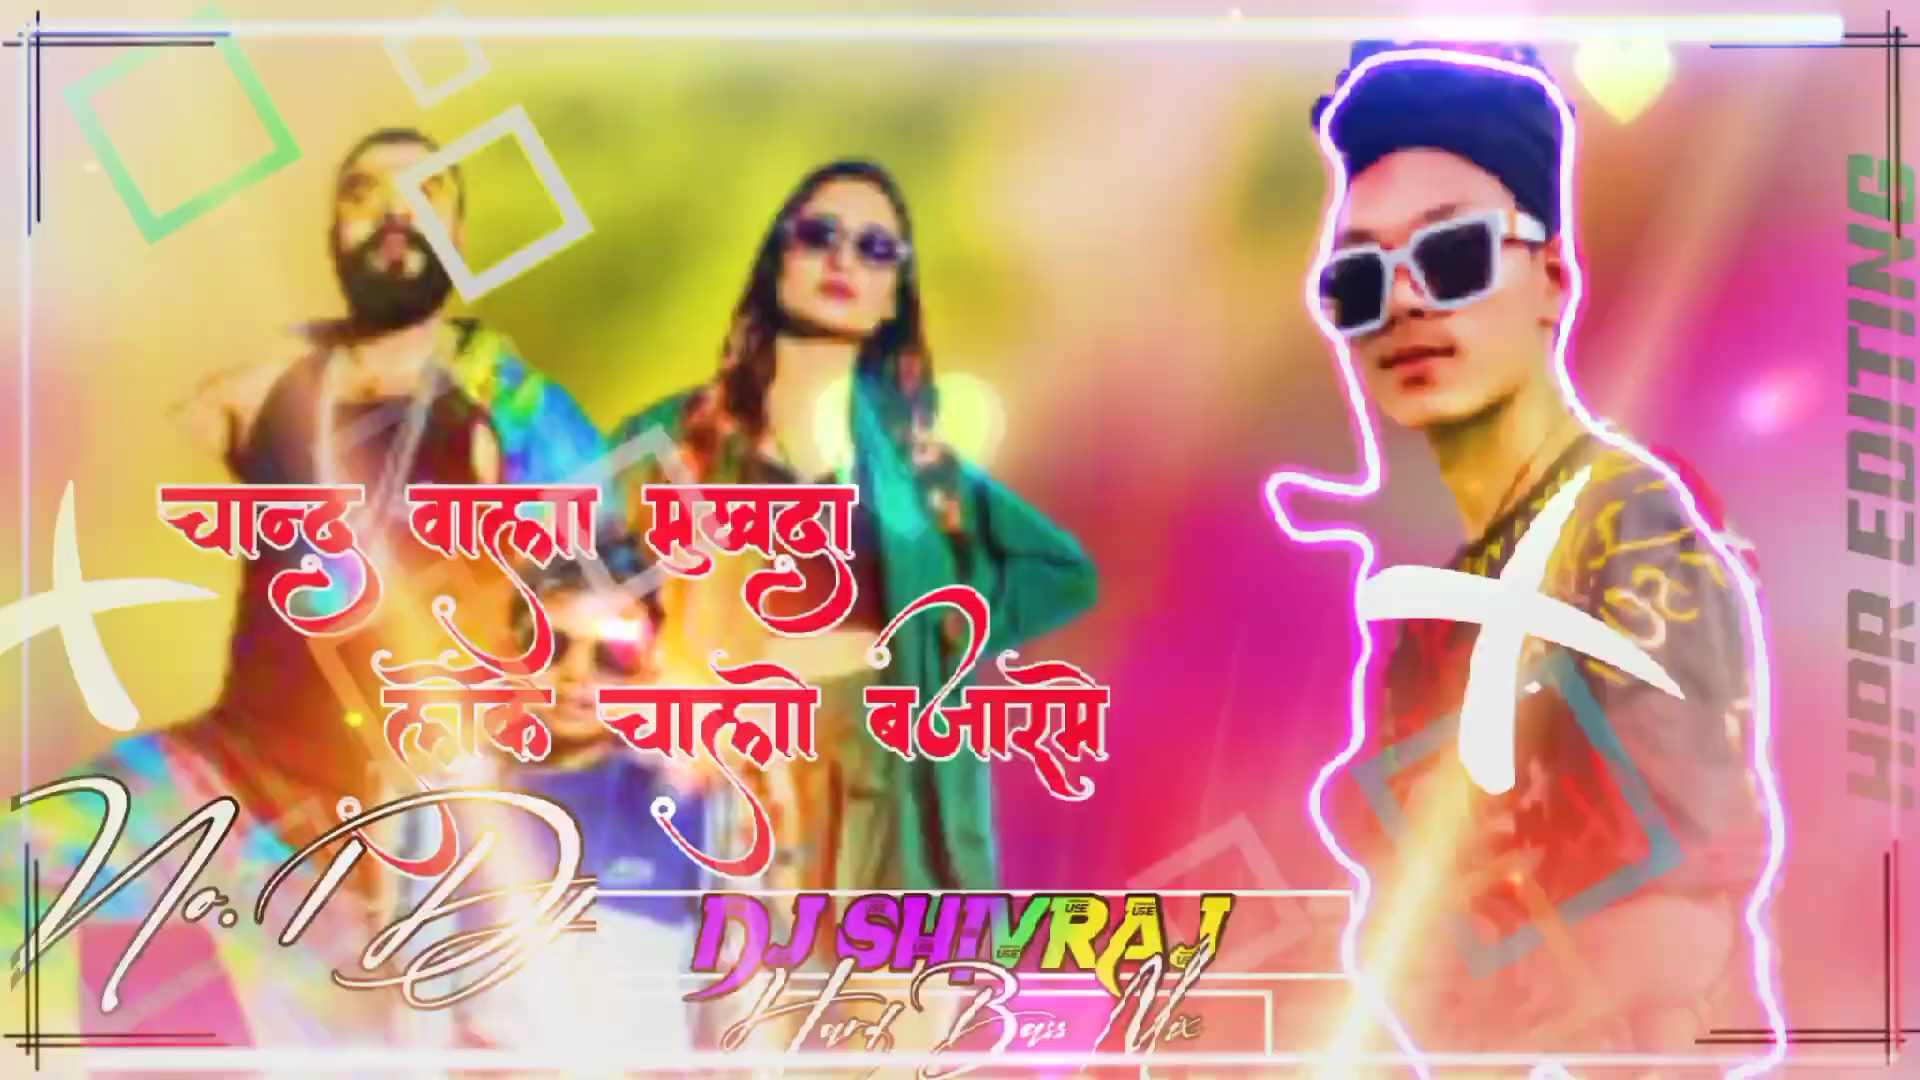 चान्द वाला मुखडा
लोके चालो बजारमे
No.1 Dj
DJ SHIVRAJ
Hard Bass Mix
HDR EDITING